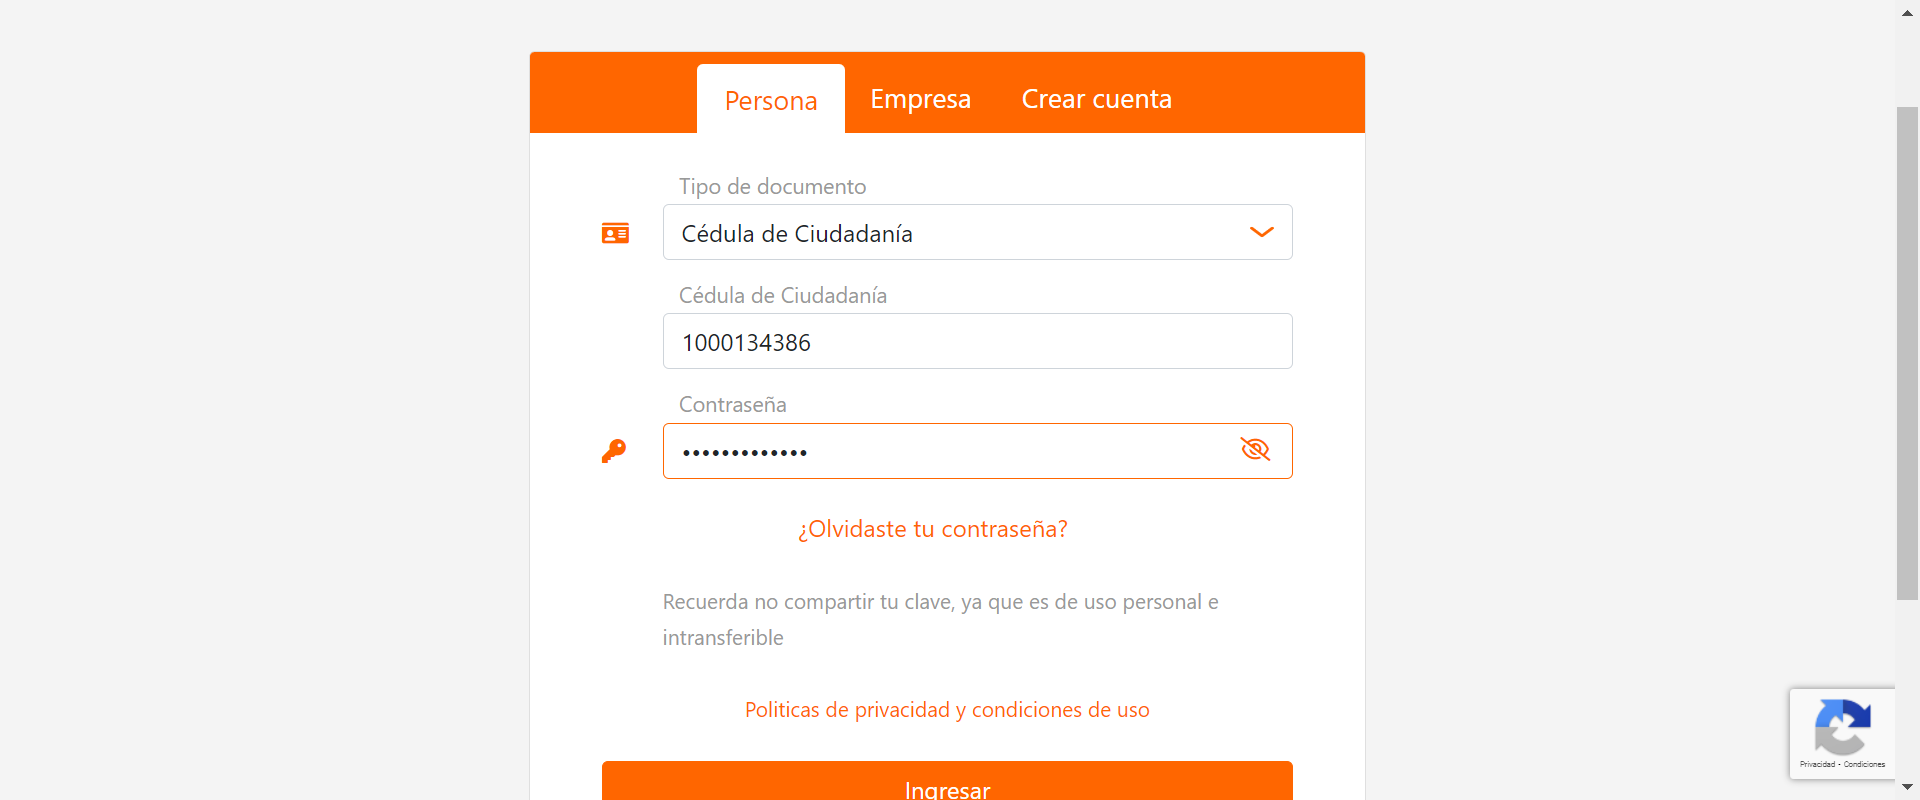 Persona Empresa Crear cuenta
Tipo de documento
Cédula de Ciudadanía
Cédula de Ciudadanía
1000134386
Contraseña
•••••••••••••
¿Olvidaste tu contraseña?
Recuerda no compartir tu clave, ya que es de uso personal e
intransferible
Politicas de privacidad y condiciones de uso
Ingresar
Privacidad - Condiciones